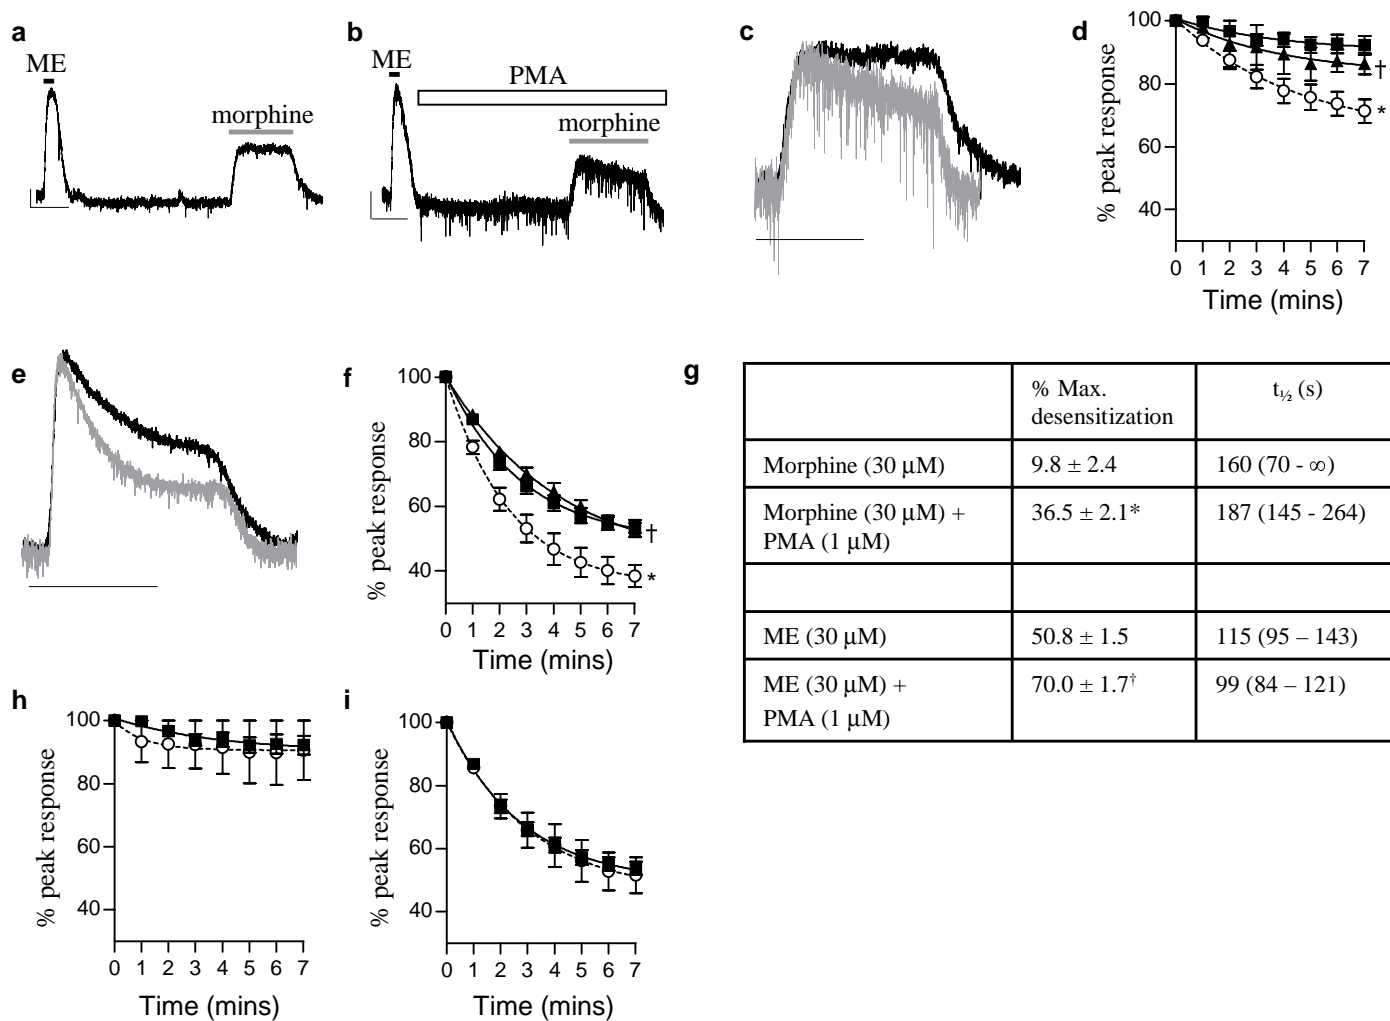 a
ME
morphine
b
ME
PMA
morphine
c
d
100
80
60
40
% peak response
0 1 2 3 4 5 6 7
Time (mins)
†
*
e
f
100
80
60
40
% peak response
0 1 2 3 4 5 6 7
Time (mins)
†
*
g
% Max.
desensitization
t½ (s)
Morphine (30 μM)
9.8 ± 2.4
160 (70 - ∞)
Morphine (30 μM) +
PMA (1 μM)
36.5 ± 2.1*
187 (145 - 264)
ME (30 μM)
50.8 ± 1.5
115 (95 – 143)
ME (30 μM) +
PMA (1 μM)
70.0 ± 1.7†
99 (84 – 121)
h
100
80
60
40
% peak response
0 1 2 3 4 5 6 7
Time (mins)
i
100
80
60
40
% peak response
0 1 2 3 4 5 6 7
Time (mins)